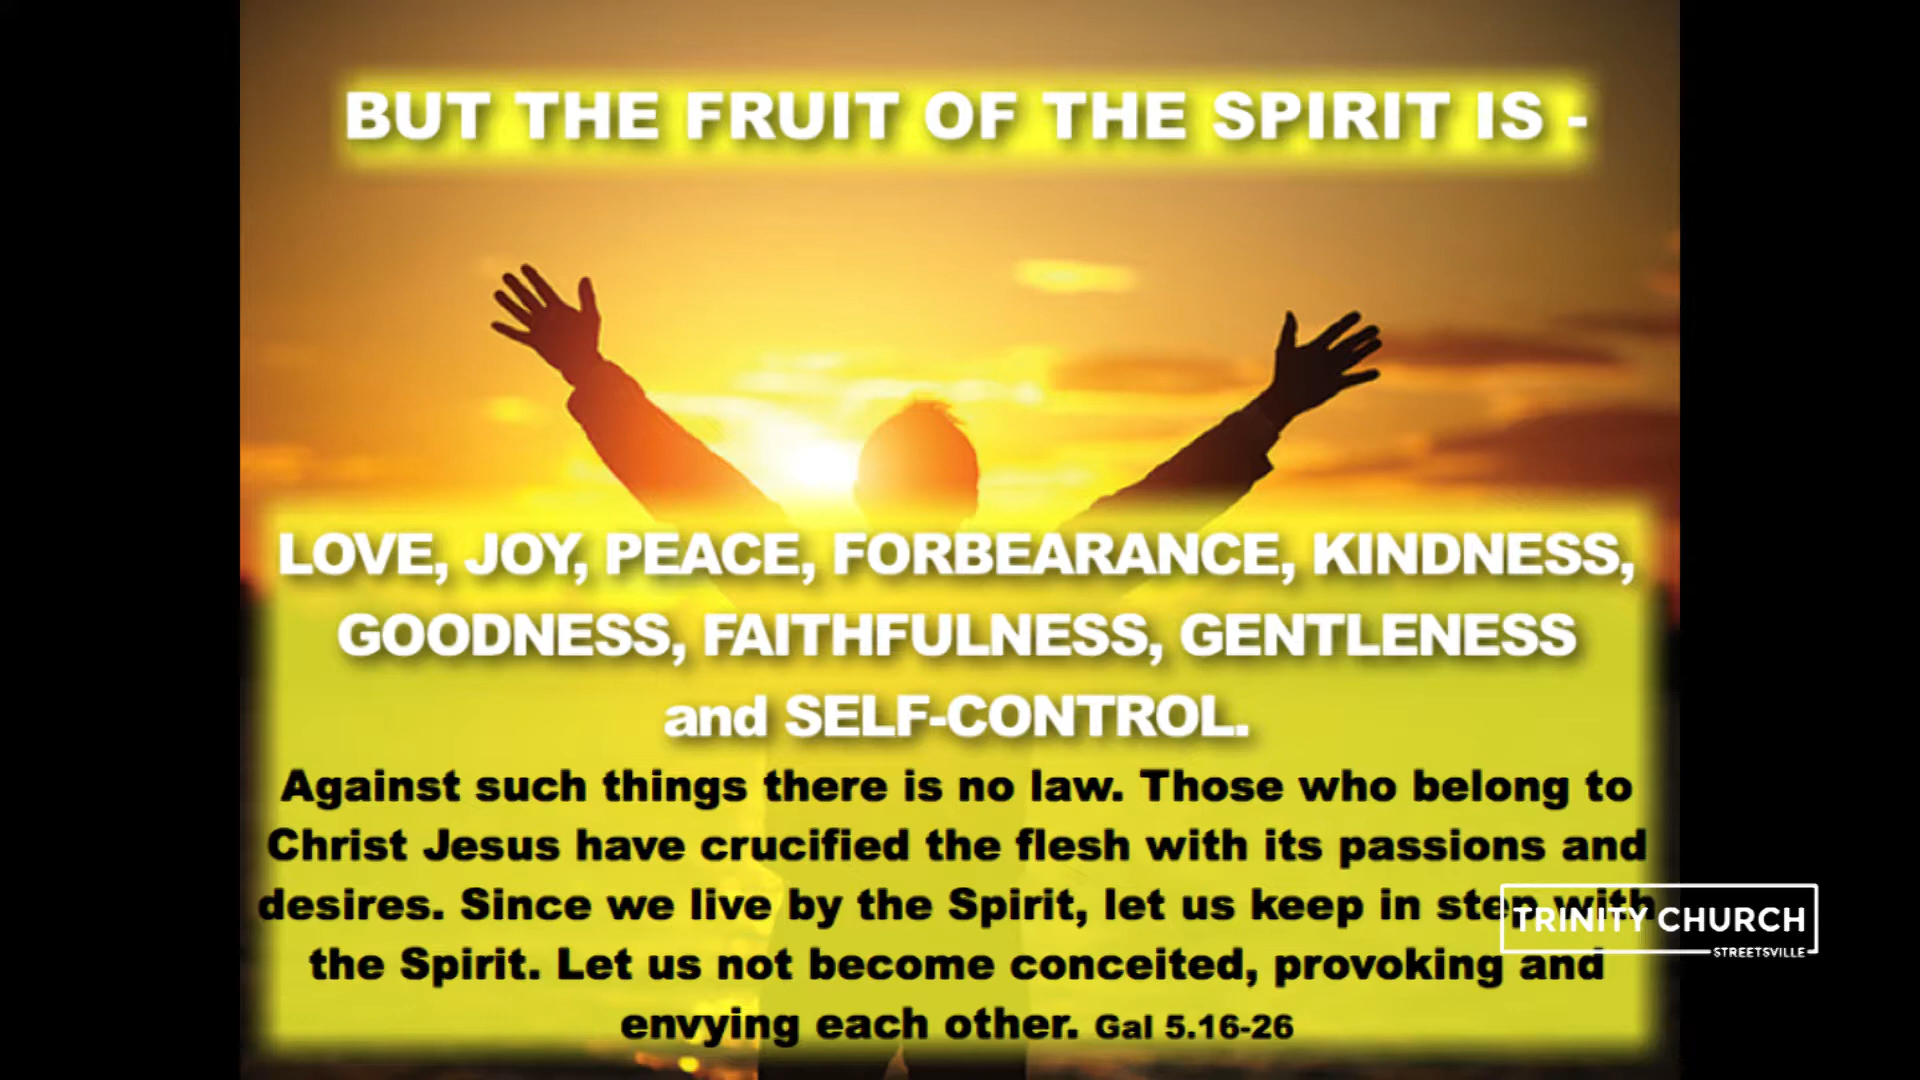 BUT THE FRUIT OF THE SPIRIT IS -
LOVE, JOY, PEACE, FORBEARANCE, KINDNESS,
GOODNESS, FAITHFULNESS, GENTLENESS
and SELF-CONTROL.
Against such things there is no law. Those who belong to
Christ Jesus have crucified the flesh with its passions and
desires. Since we live by the Spirit, let us keep in step with
the Spirit. Let us not become conceited, provoking and
envying each other. Gal 5.16-26
TRINITY CHURCH
STREETSVILLE